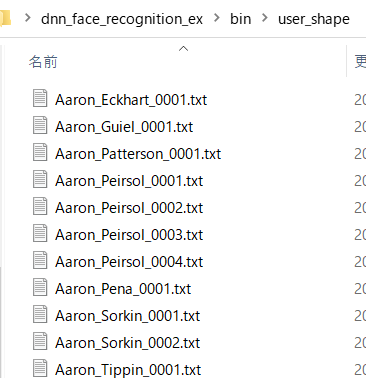 dnn_face_recognition_ex > bin > user_shape
名前 更
Aaron_Eckhart_0001.txt 20
Aaron_Guiel_0001.txt 20
Aaron_Patterson_0001.txt 20
Aaron_Peirsol_0001.txt 20
Aaron_Peirsol_0002.txt 20
Aaron_Peirsol_0003.txt 20
Aaron_Peirsol_0004.txt 20
Aaron_Pena_0001.txt 20
Aaron_Sorkin_0001.txt 20
Aaron_Sorkin_0002.txt 20
Aaron_Tippin_0001.txt 20